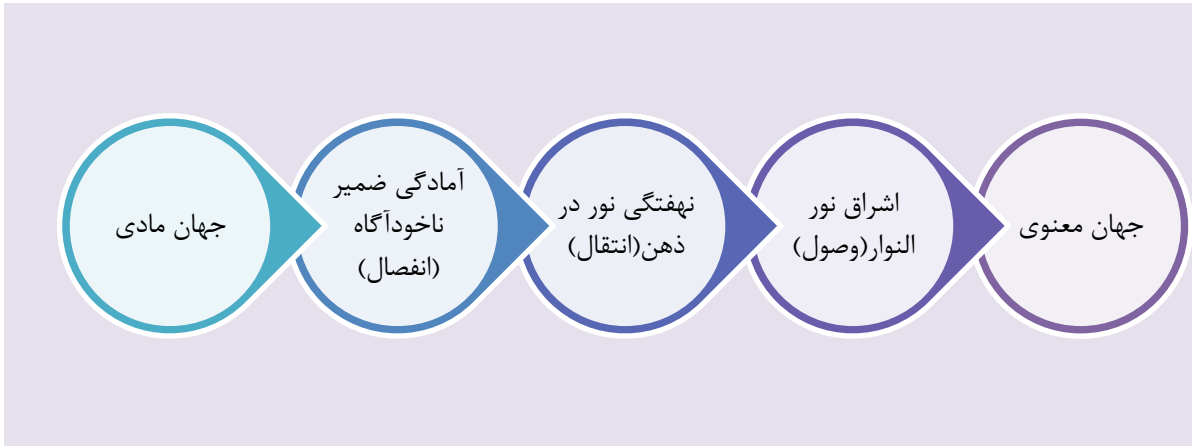 جهان مادی
آمادگی ضمیر
ناخودآگاه
(انفصال)
نهفتگی نور در
ذهن(انتقال)
اشراق نور
النوار(وصول)
جهان معنوی